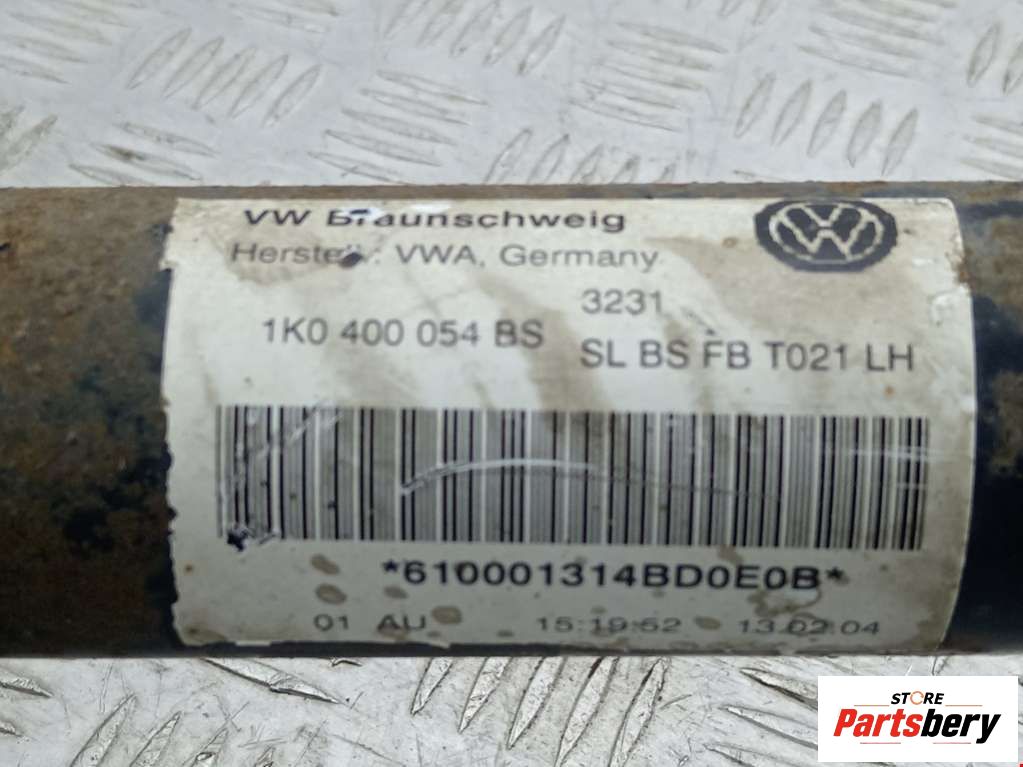 VW Braunschweig
Herstell.: VWA, Germany
3231
1K0 400 054 BS
SL BS FB T021 LH
*610001314BD0E0B*
01 AU 15:19:52 13.02.04
STORE
Partsbery